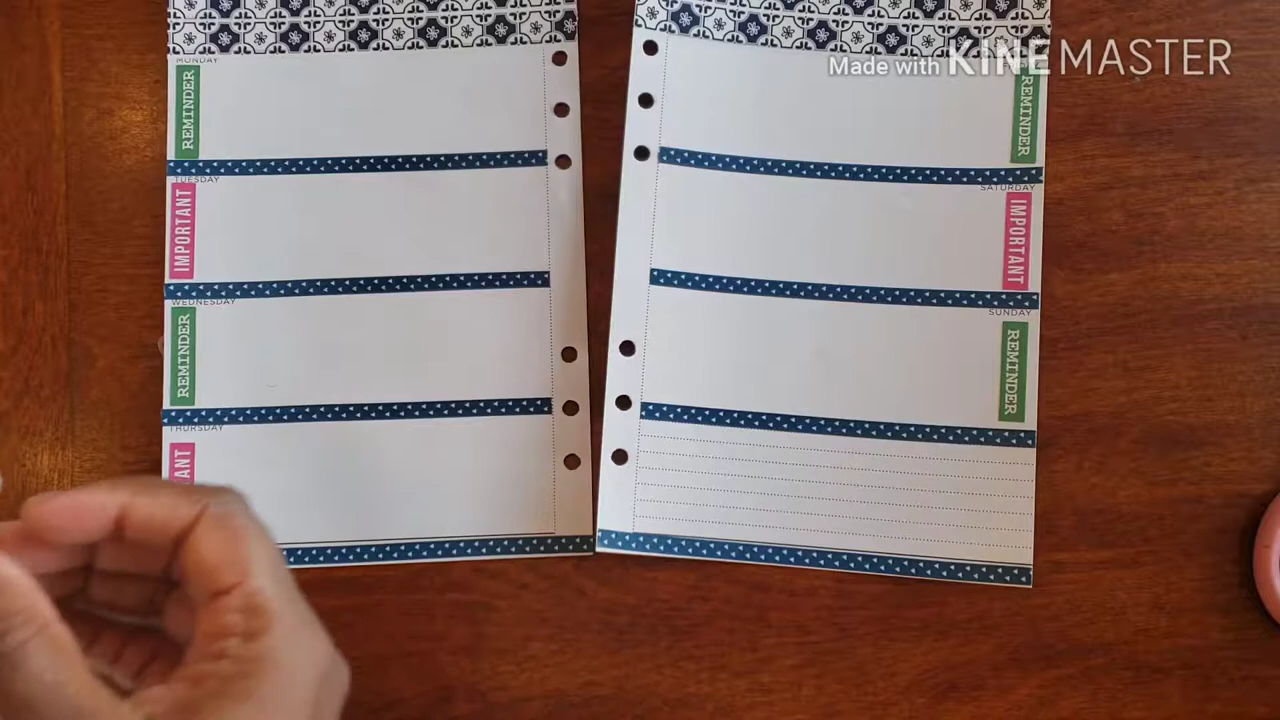 Made with KINEMASTER
MONDAY
REMINDER
TUESDAY
IMPORTANT
WEDNESDAY
REMINDER
THURSDAY
REMINDER
SATURDAY
IMPORTANT
SUNDAY
REMINDER